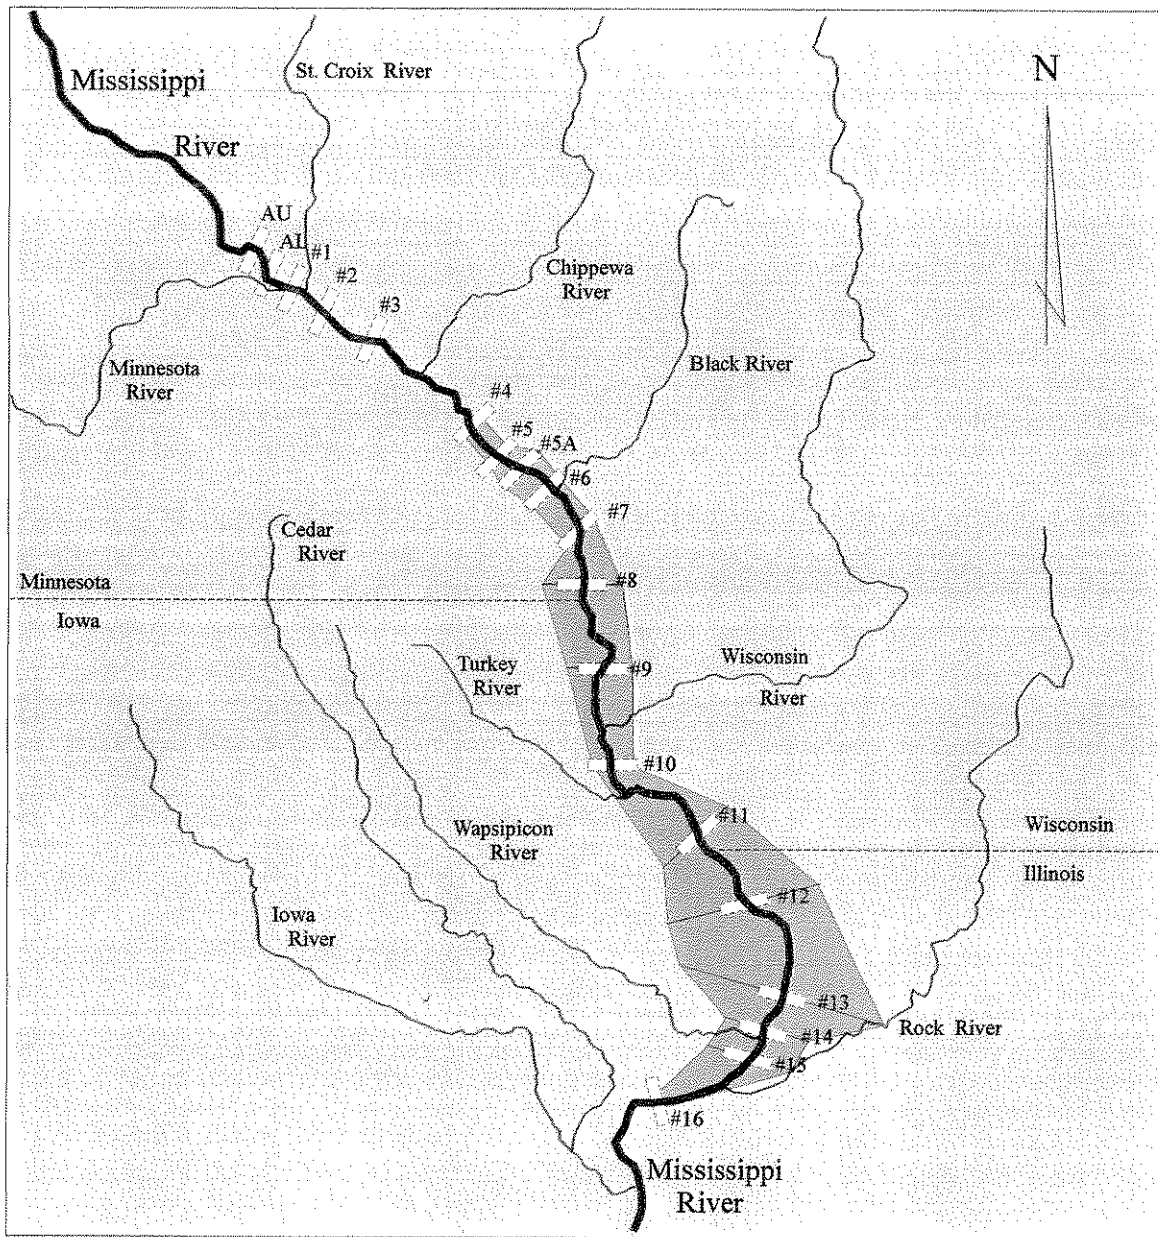 St. Croix River
N
Mississippi
River
AU
AL
#1
#2
#3
Chippewa
River
Minnesota
River
Black River
#4
#5
#5A
#6
#7
Cedar
River
Minnesota
#8
Iowa
Turkey
River
#9
Wisconsin
River
#10
#11
Wapsipicon
River
Wisconsin
Illinois
#12
Iowa
River
#13
#14
Rock River
#15
#16
Mississippi
River